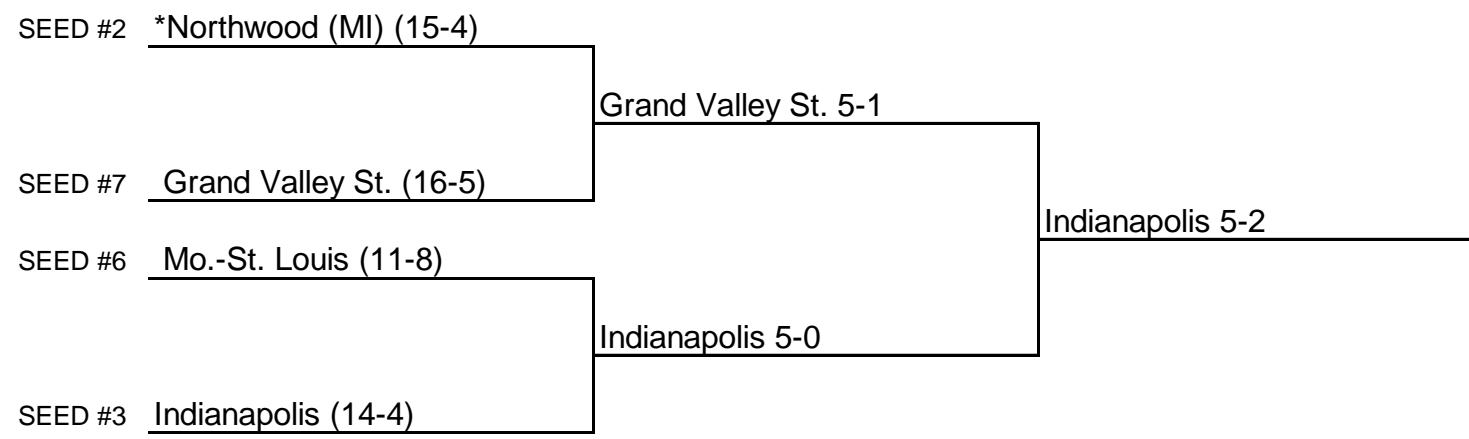 SEED #2 *Northwood (MI) (15-4)
Grand Valley St. 5-1
SEED #7 Grand Valley St. (16-5)
Indianapolis 5-2
SEED #6 Mo.-St. Louis (11-8)
Indianapolis 5-0
SEED #3 Indianapolis (14-4)